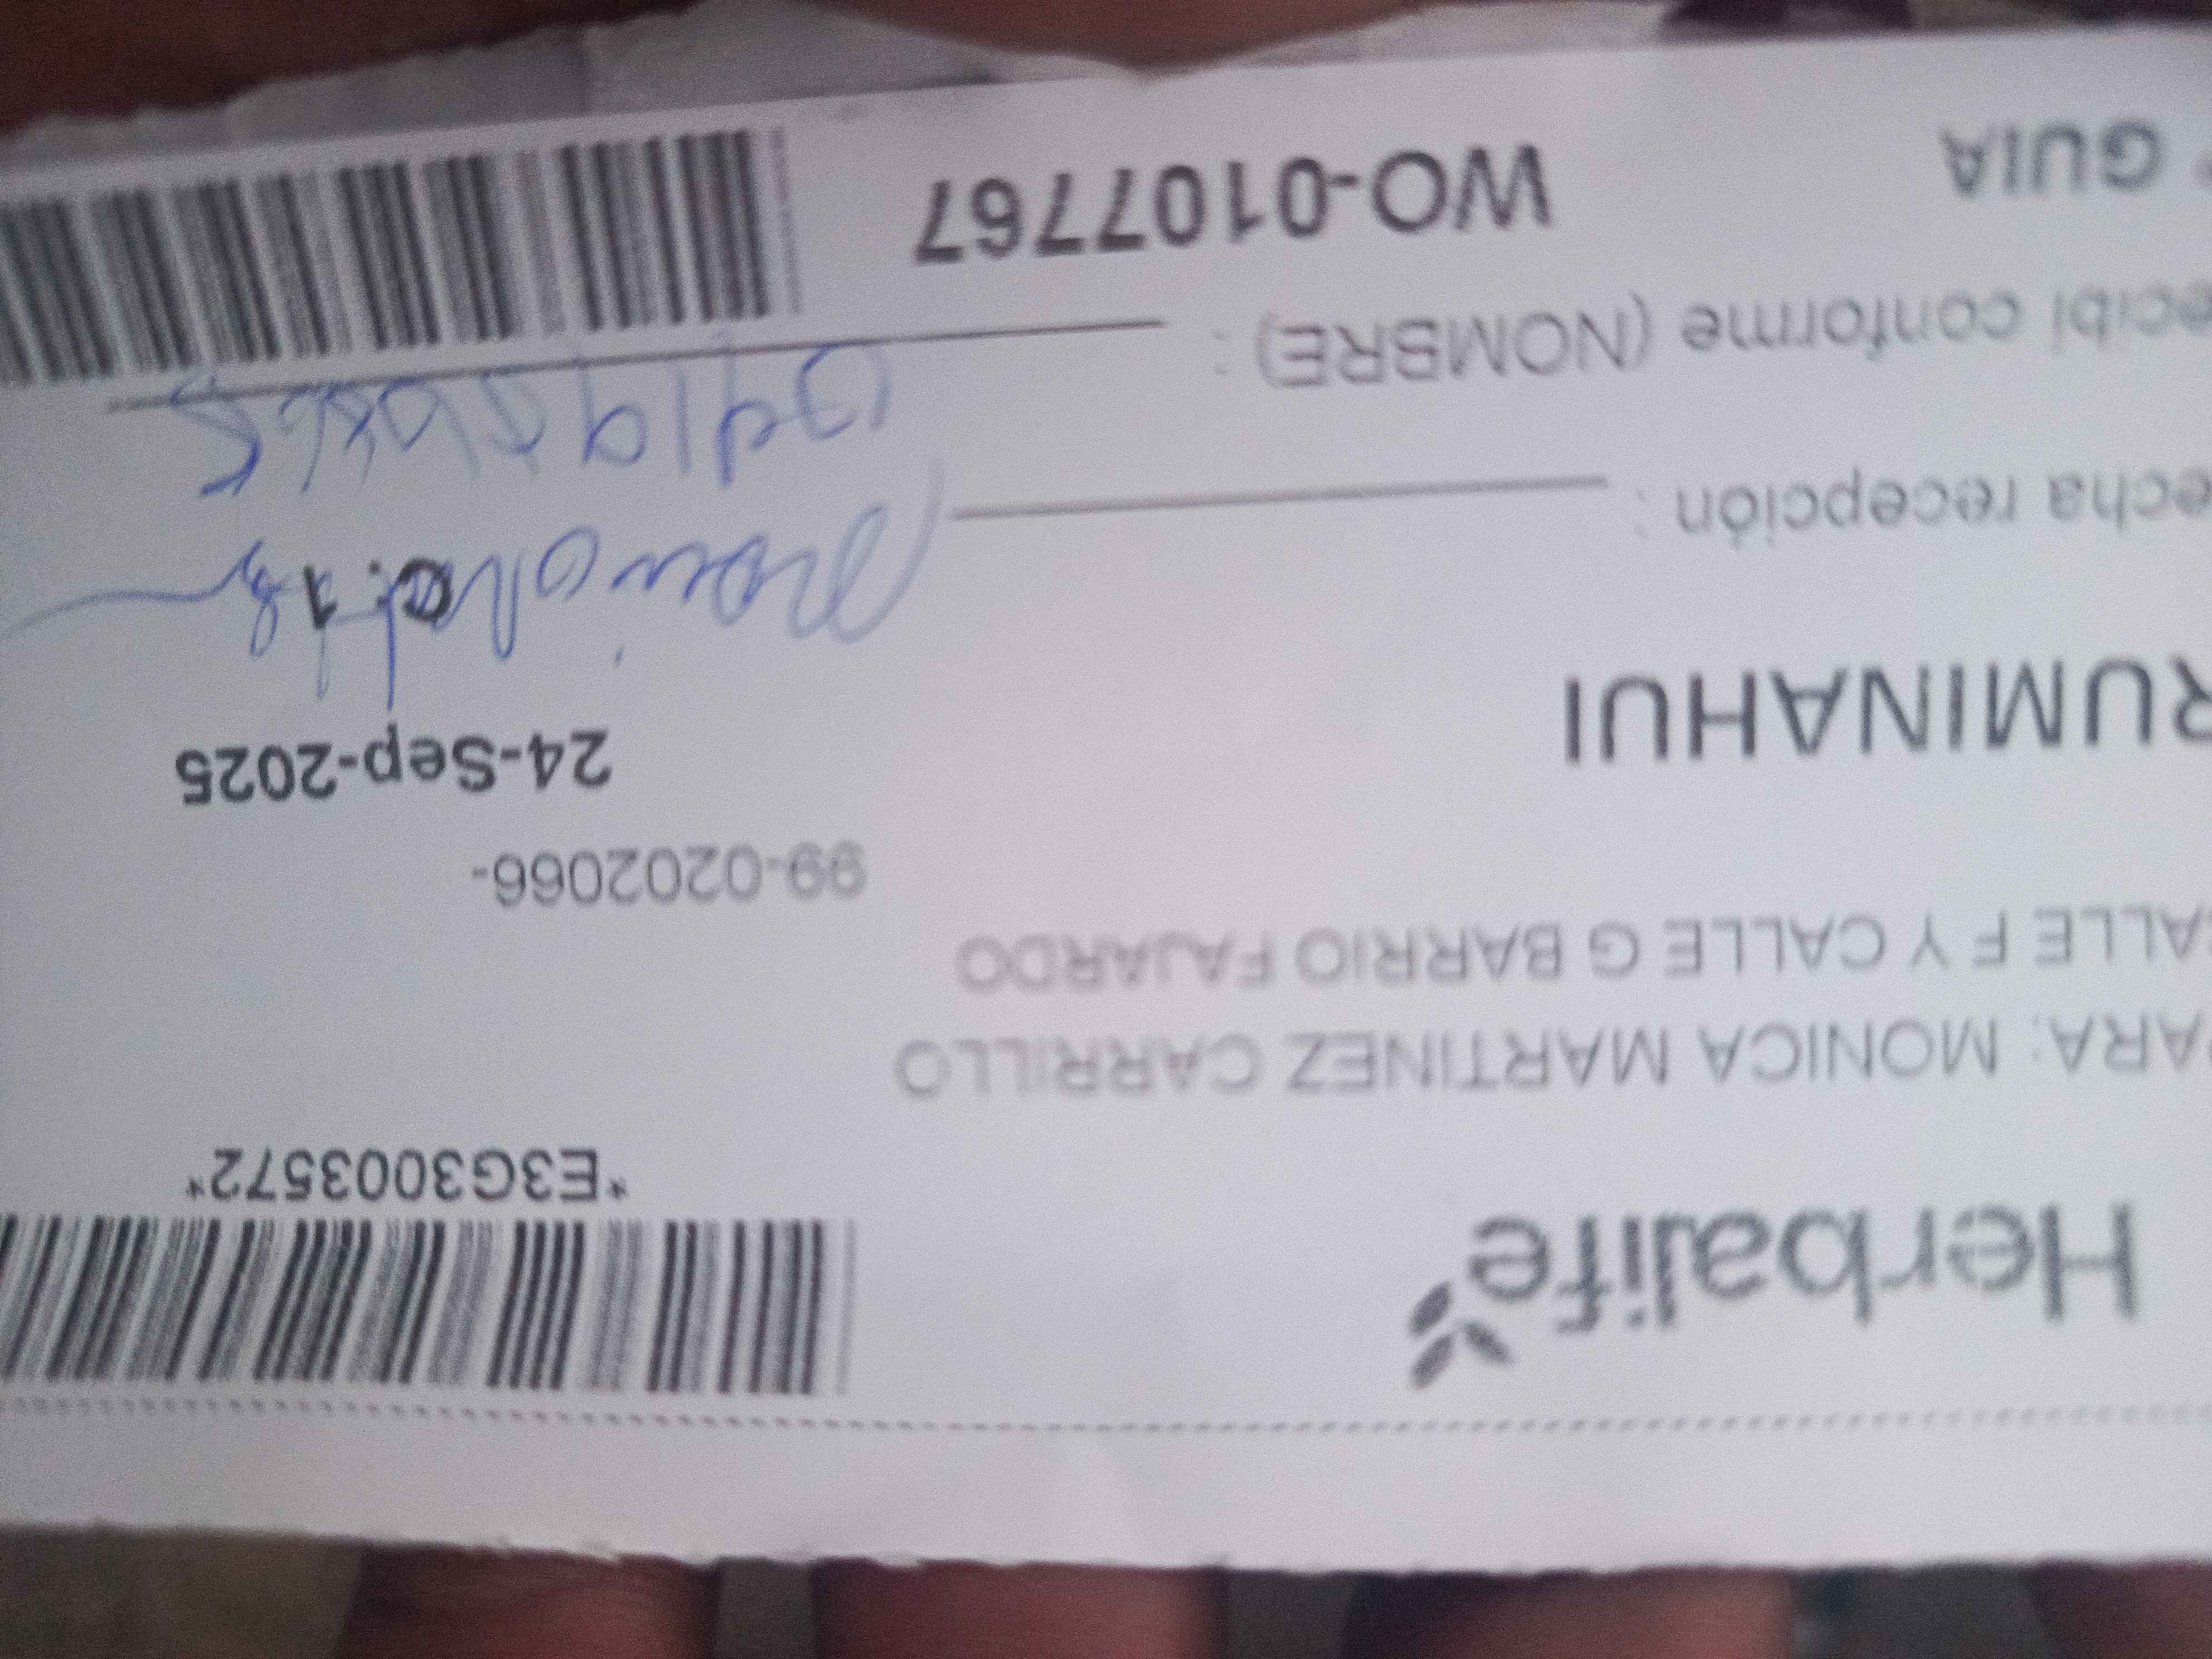 Herbalife
*E3G3003572*
ARA: MONICA MARTINEZ CARRILLO
ALLE F Y CALLE G BARRIO FAJARDO
99-0202066-
RUMINAHUI
24-Sep-2025
C: 1
echa recepción :
ecibi conforme (NOMBRE) :
GUIA
WO-0107767